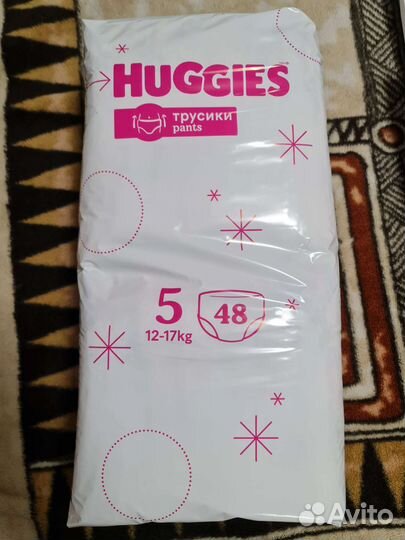 HUGGIES
трусики
pants
5 48
12-17kg
Avito